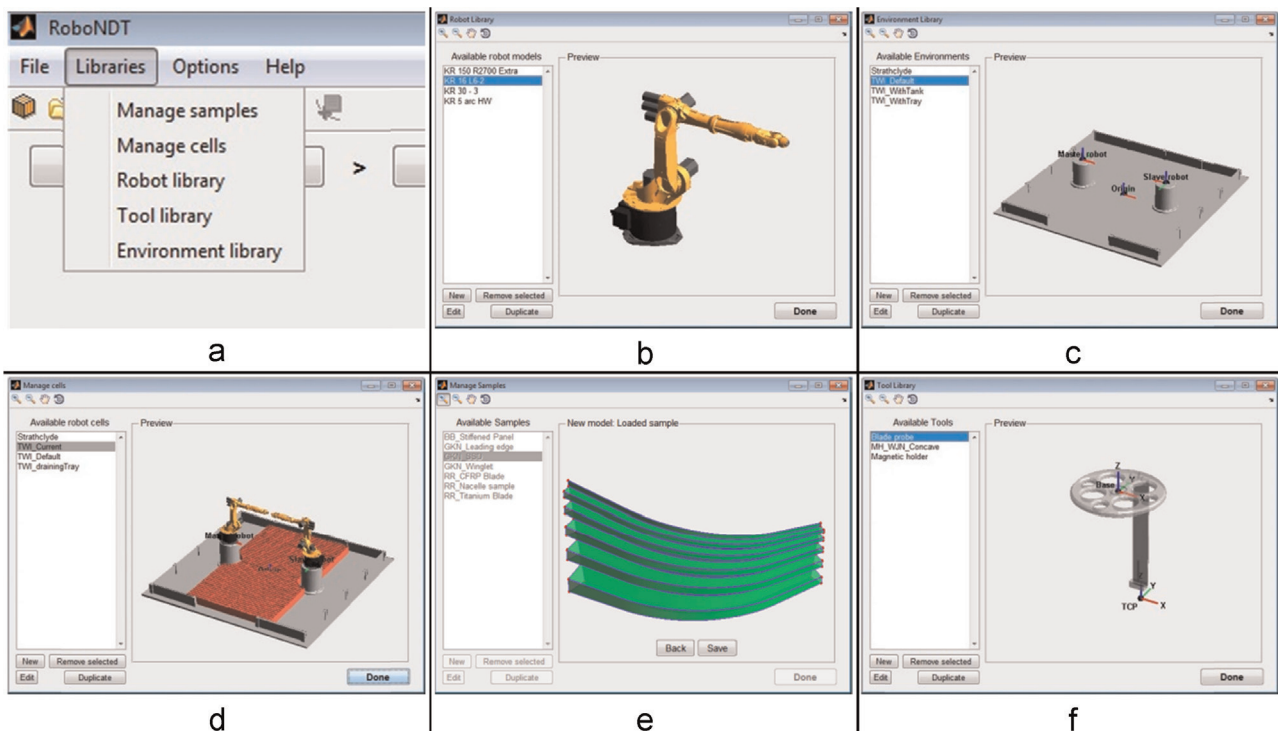 RoboNDT
File Libraries Options Help
Manage samples
Manage cells
Robot library
Tool library
Environment library
>
a
Robot Library
Available robot models
Preview
KR 150 R2700 Extra
KR 16 L6-2
KR 30 - 3
KR 5 arc HW
New Remove selected
Edit Duplicate
Done
b
Environment Library
Available Environments
Preview
Strathclyde
TWI_Default
TWI_WithTank
TWI_WithTray
Master robot
Slave robot
Origin
New Remove selected
Edit Duplicate
Done
c
Manage cells
Available robot cells
Preview
Strathclyde
TWI_Current
TWI_Default
TWI_drainingTray
New Remove selected
Edit Duplicate
Done
d
Manage Samples
Available Samples
New model: Loaded sample
BB_Stiffened Panel
GKN_Leading edge
GKN_Winglet
RR_CFRP Blade
RR_Nacelle sample
RR_Titanium Blade
Back Save
New Remove selected
Edit Duplicate
Done
e
Tool Library
Available Tools
Preview
Blade probe
MH_WJN_Concave
Magnetic holder
Z
Base
Y
X
Z
Y
TCP
X
New Remove selected
Edit Duplicate
Done
f